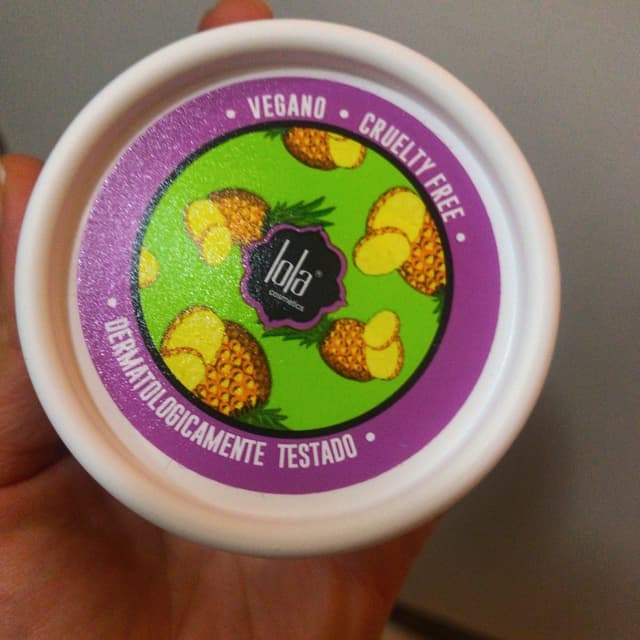 • VEGANO • CRUELTY FREE •
lola®
cosmetics
• DERMATOLOGICAMENTE TESTADO •